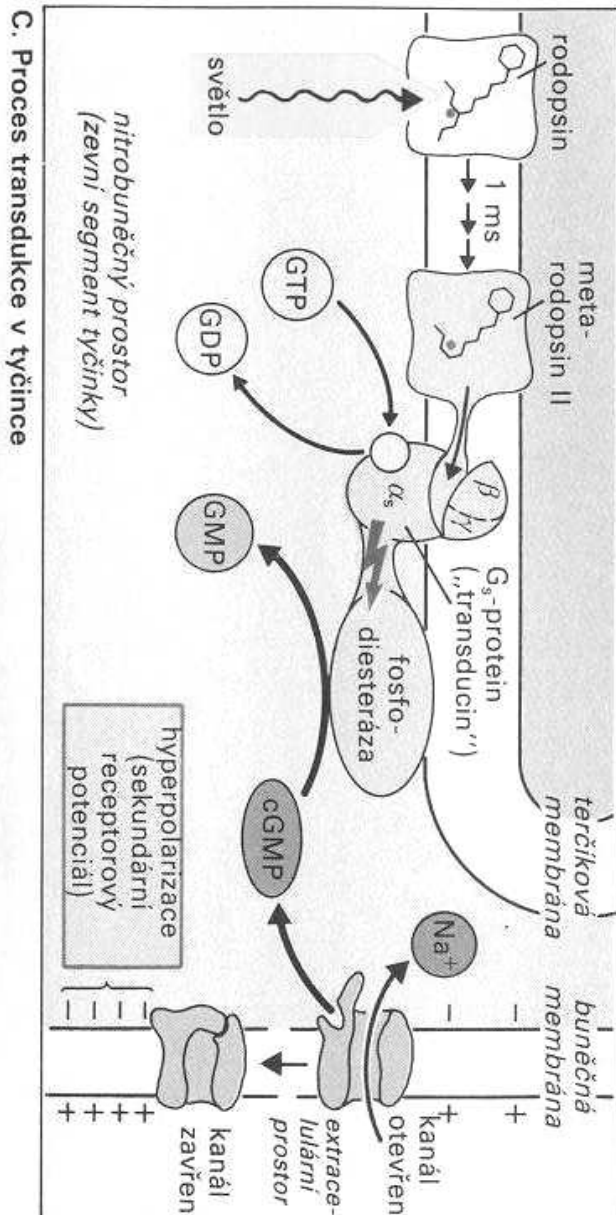 rodopsin
světlo
1 ms
meta-
rodopsin II
GTP
GDP
β
γ
αs
Gs-protein
(„transducin")
fosfo-
diesteráza
GMP
cGMP
terčíková
membrána
buněčná
membrána
Na⁺
– –
+ +
kanál
otevřen
extrace-
lulární
prostor
kanál
zavřen
– – – –
+ + + +
hyperpolarizace
(sekundární
receptorový
potenciál)
nitrobuněčný prostor
(zevní segment tyčinky)
C. Proces transdukce v tyčince